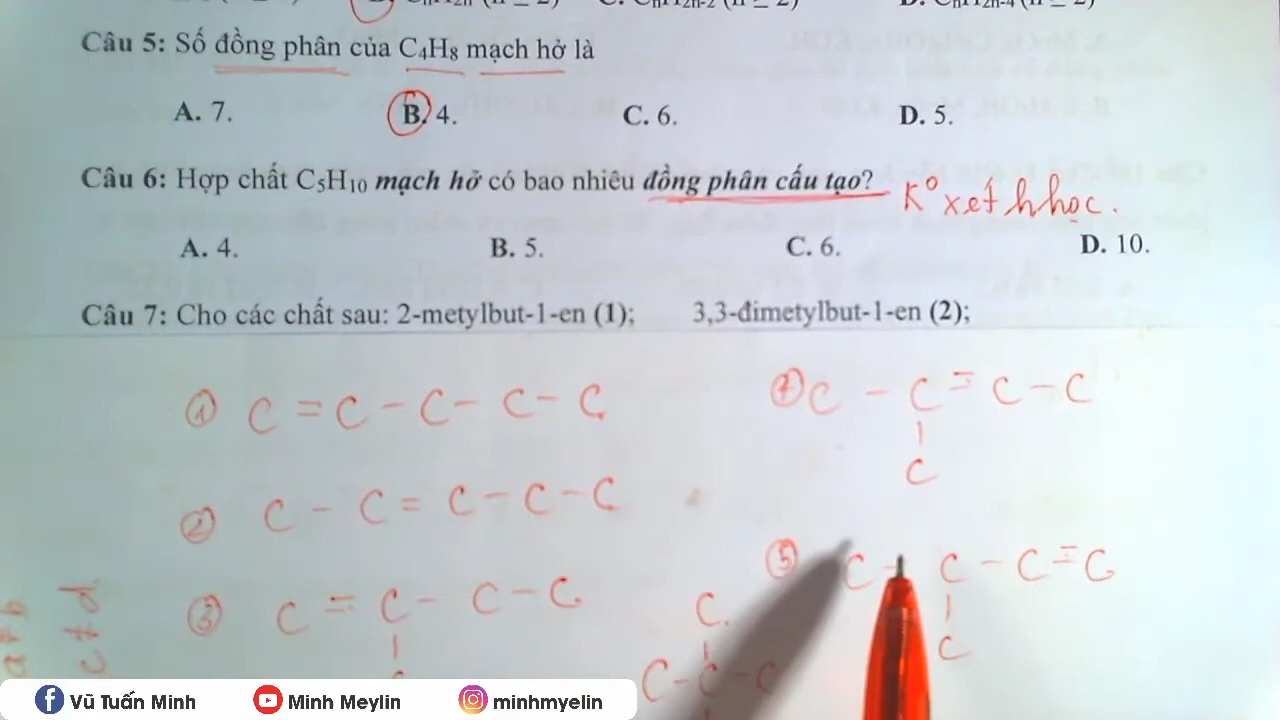 Câu 5: Số đồng phân của C₄H₈ mạch hở là
A. 7. B. 4. C. 6. D. 5.
Câu 6: Hợp chất C₅H₁₀ mạch hở có bao nhiêu đồng phân cấu tạo? K° xét h học.
A. 4. B. 5. C. 6. D. 10.
Câu 7: Cho các chất sau: 2-metylbut-1-en (1); 3,3-đimetylbut-1-en (2);
① C = C - C - C - C
④ C - C = C - C
C
② C - C = C - C - C
⑤ C - C - C = C
C
③ C = C - C - C
C
C - C - C
a ≠ b
c ≠ d
Vũ Tuấn Minh Minh Meylin minhmyelin